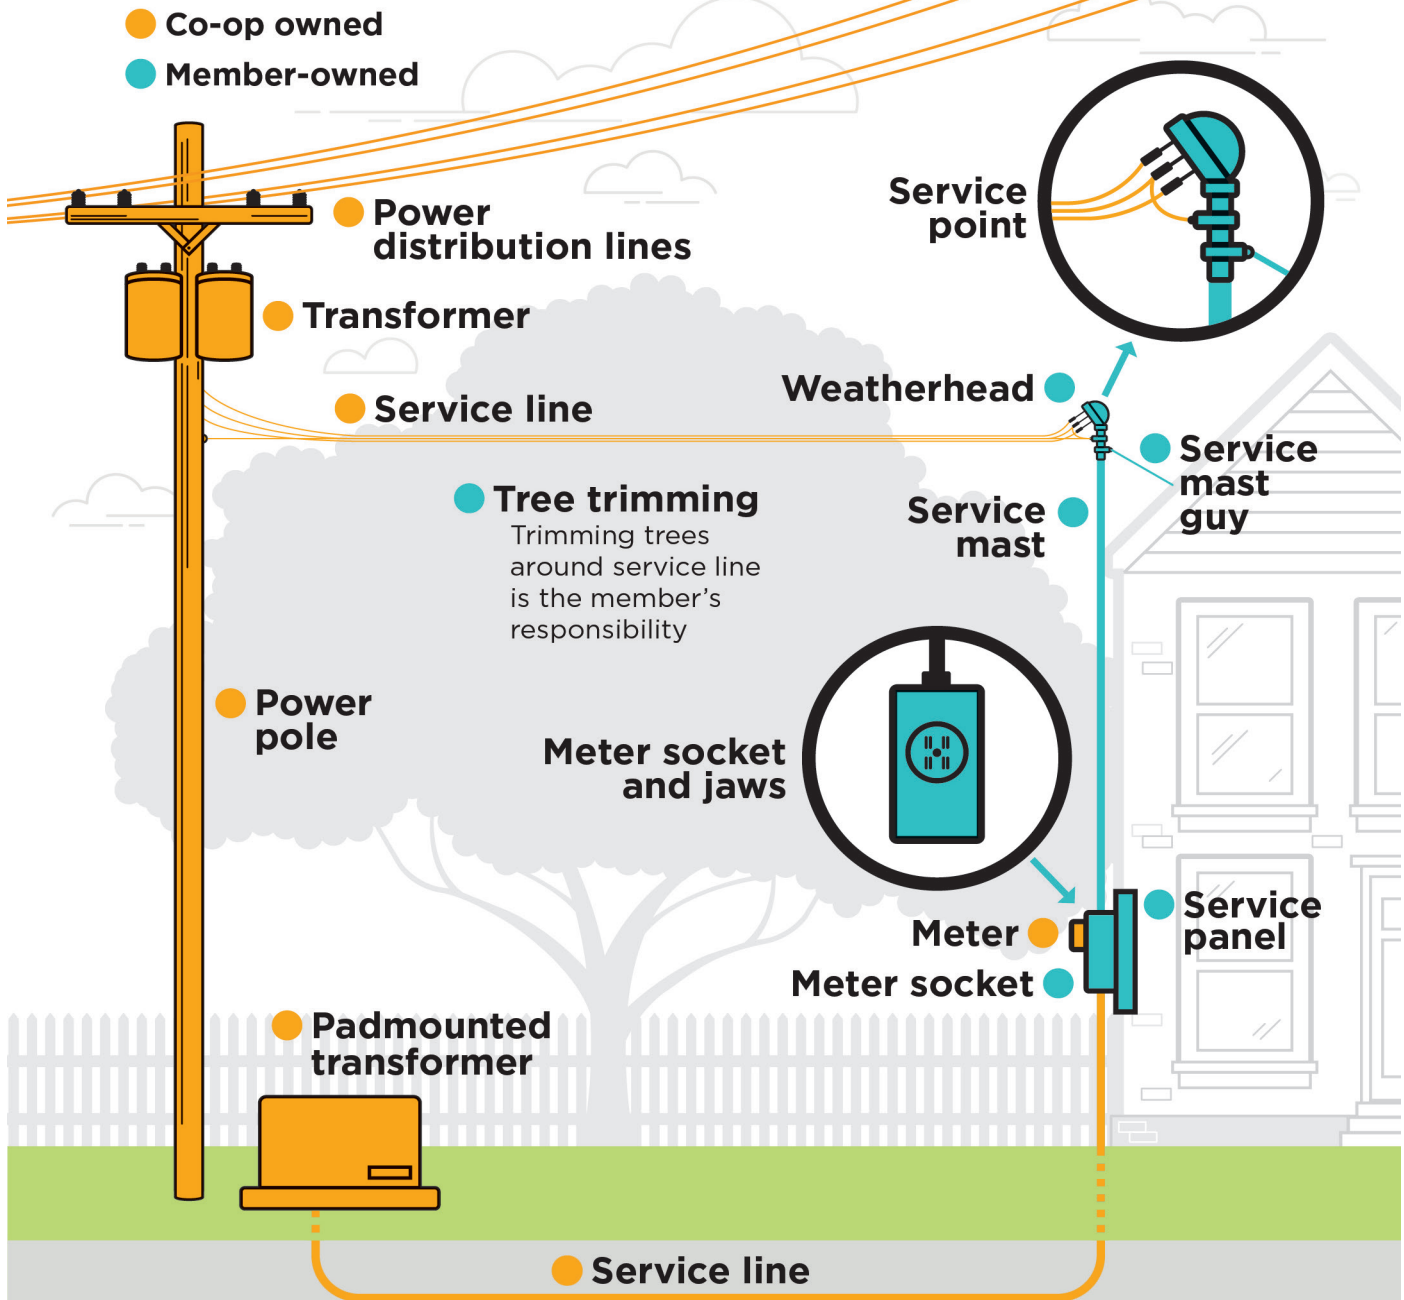 Co-op owned
Member-owned
Service
point
Power
distribution lines
Transformer
Weatherhead
Service line
Service
mast
guy
Tree trimming
Trimming trees
around service line
is the member's
responsibility
Service
mast
Power
pole
Meter socket
and jaws
Service
panel
Meter
Meter socket
Padmounted
transformer
Service line